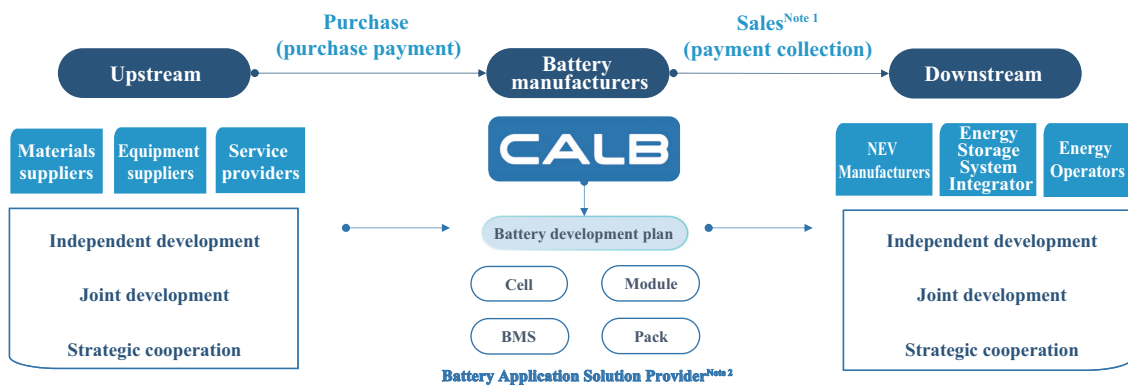 Purchase
(purchase payment)
Sales Note 1
(payment collection)
Upstream
Battery
manufacturers
Downstream
Materials
suppliers
Equipment
suppliers
Service
providers
CALB
NEV
Manufacturers
Energy
Storage
System
Integrator
Energy
Operators
Independent development
Joint development
Strategic cooperation
Battery development plan
Cell
Module
BMS
Pack
Battery Application Solution Provider Note 2
Independent development
Joint development
Strategic cooperation